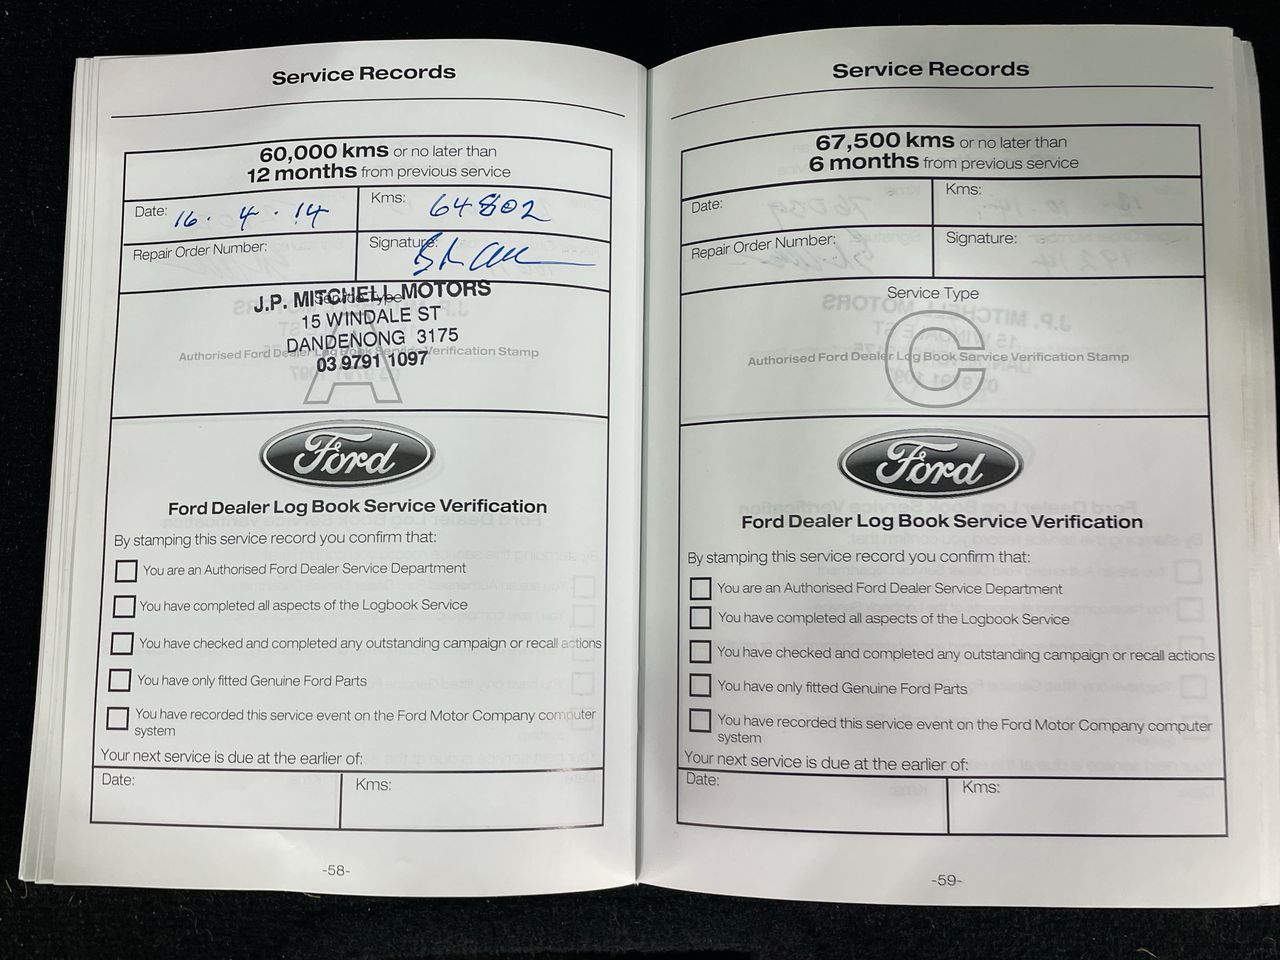 Service Records
60,000 kms or no later than
12 months from previous service
Date: 16. 4. 14
Kms: 64802
Repair Order Number:
Signature:
Service Type
J.P. MITCHELL MOTORS
15 WINDALE ST
DANDENONG 3175
03 9791 1097
A
Authorised Ford Dealer Log Book Service Verification Stamp
Ford
Ford Dealer Log Book Service Verification
By stamping this service record you confirm that:
You are an Authorised Ford Dealer Service Department
You have completed all aspects of the Logbook Service
You have checked and completed any outstanding campaign or recall actions
You have only fitted Genuine Ford Parts
You have recorded this service event on the Ford Motor Company computer
system
Your next service is due at the earlier of:
Date:
Kms:
-58-
Service Records
67,500 kms or no later than
6 months from previous service
Date:
Kms:
Repair Order Number:
Signature:
Service Type
C
Authorised Ford Dealer Log Book Service Verification Stamp
Ford
Ford Dealer Log Book Service Verification
By stamping this service record you confirm that:
You are an Authorised Ford Dealer Service Department
You have completed all aspects of the Logbook Service
You have checked and completed any outstanding campaign or recall actions
You have only fitted Genuine Ford Parts
You have recorded this service event on the Ford Motor Company computer
system
Your next service is due at the earlier of:
Date:
Kms:
-59-